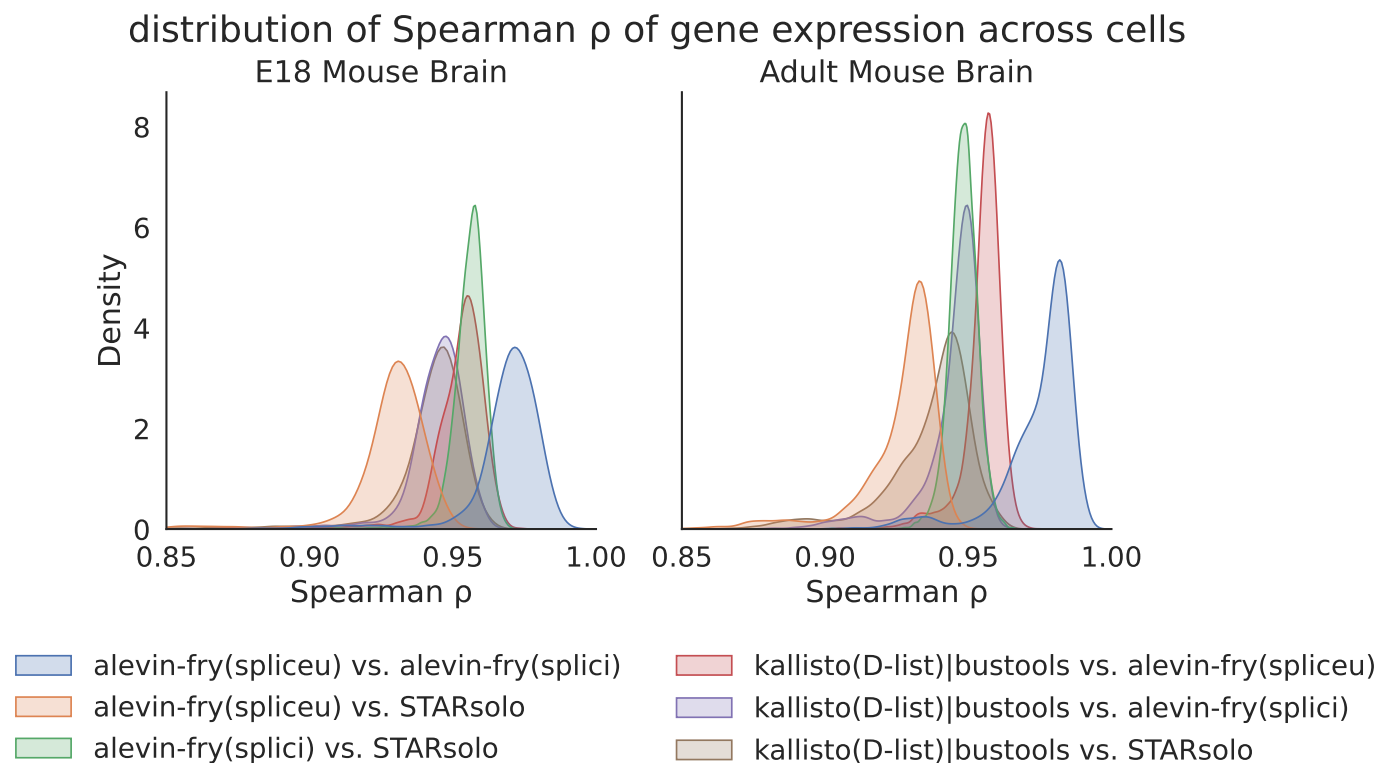 distribution of Spearman ρ of gene expression across cells
E18 Mouse Brain
Adult Mouse Brain
Density
8
6
4
2
0
0.85 0.90 0.95 1.00
0.85 0.90 0.95 1.00
Spearman ρ
Spearman ρ
alevin-fry(spliceu) vs. alevin-fry(splici)
alevin-fry(spliceu) vs. STARsolo
alevin-fry(splici) vs. STARsolo
kallisto(D-list)|bustools vs. alevin-fry(spliceu)
kallisto(D-list)|bustools vs. alevin-fry(splici)
kallisto(D-list)|bustools vs. STARsolo